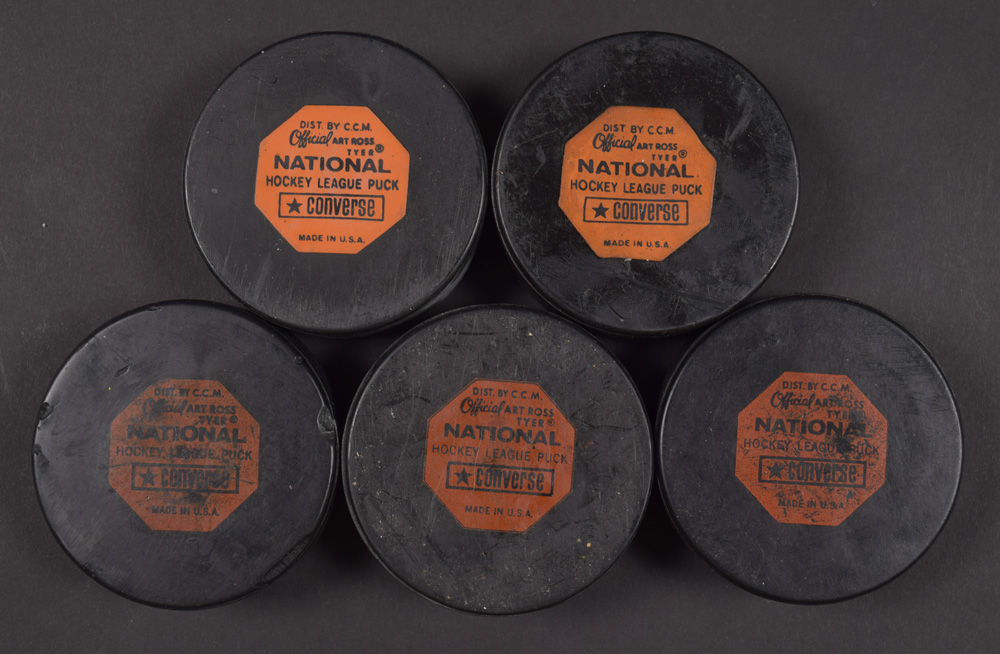 DIST. BY C.C.M.
Official ART ROSS
TYER®
NATIONAL
HOCKEY LEAGUE PUCK
★ CONVERSE
MADE IN U.S.A.
DIST. BY C.C.M.
Official ART ROSS
TYER®
NATIONAL
HOCKEY LEAGUE PUCK
★ CONVERSE
MADE IN U.S.A.
DIST. BY C.C.M.
Official ART ROSS
TYER®
NATIONAL
HOCKEY LEAGUE PUCK
★ CONVERSE
MADE IN U.S.A.
DIST. BY C.C.M.
Official ART ROSS
TYER®
NATIONAL
HOCKEY LEAGUE PUCK
★ CONVERSE
MADE IN U.S.A.
DIST. BY C.C.M.
Official ART ROSS
TYER
NATIONAL
HOCKEY LEAGUE PUCK
★ CONVERSE
MADE IN U.S.A.